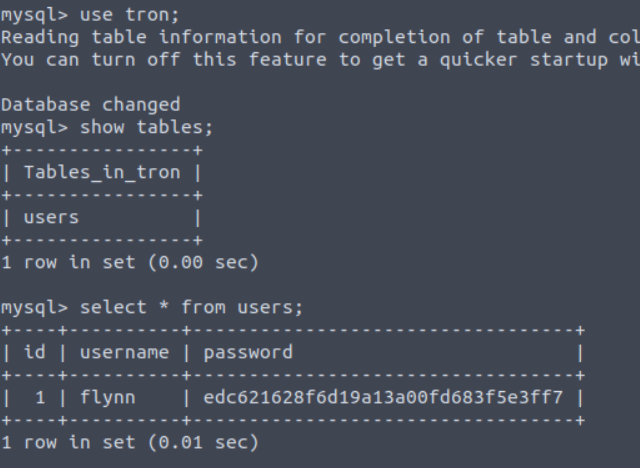 mysql> use tron;
Reading table information for completion of table and col
You can turn off this feature to get a quicker startup wi
Database changed
mysql> show tables;
+----------------+
| Tables_in_tron |
+----------------+
| users          |
+----------------+
1 row in set (0.00 sec)
mysql> select * from users;
+----+----------+----------------------------------+
| id | username | password                         |
+----+----------+----------------------------------+
|  1 | flynn    | edc621628f6d19a13a00fd683f5e3ff7 |
+----+----------+----------------------------------+
1 row in set (0.01 sec)